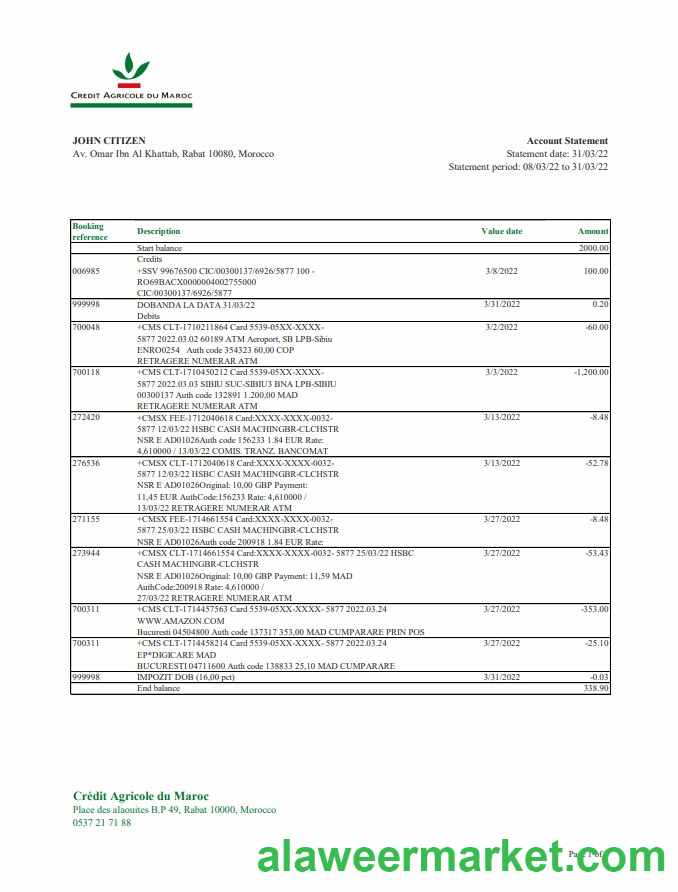 CREDIT AGRICOLE DU MAROC
JOHN CITIZEN
Av. Omar Ibn Al Khattab, Rabat 10080, Morocco
Account Statement
Statement date: 31/03/22
Statement period: 08/03/22 to 31/03/22
Booking reference Description Value date Amount
Start balance 2000.00
Credits
006985 +SSV 99676500 CIC/00300137/6926/5877 100 - 3/8/2022 100.00
RO69BACX0000004002755000
CIC/00300137/6926/5877
999998 DOBANDA LA DATA 31/03/22 3/31/2022 0.20
Debits
700048 +CMS CLT-1710211864 Card 5539-05XX-XXXX- 3/2/2022 -60.00
5877 2022.03.02 60189 ATM Aeroport, SB LPB-Sibiu
ENRO0254 Auth code 354323 60,00 COP
RETRAGERE NUMERAR ATM
700118 +CMS CLT-1710450212 Card 5539-05XX-XXXX- 3/3/2022 -1,200.00
5877 2022.03.03 SIBIU SUC-SIBIU3 BNA LPB-SIBIU
00300137 Auth code 132891 1.200,00 MAD
RETRAGERE NUMERAR ATM
272420 +CMSX FEE-1712040618 Card:XXXX-XXXX-0032- 3/13/2022 -8.48
5877 12/03/22 HSBC CASH MACHINGBR-CLCHSTR
NSR E AD01026Auth code 156233 1.84 EUR Rate:
4,610000 / 13/03/22 COMIS. TRANZ. BANCOMAT
276536 +CMSX CLT-1712040618 Card:XXXX-XXXX-0032- 3/13/2022 -52.78
5877 12/03/22 HSBC CASH MACHINGBR-CLCHSTR
NSR E AD01026Original: 10,00 GBP Payment:
11,45 EUR AuthCode:156233 Rate: 4,610000 /
13/03/22 RETRAGERE NUMERAR ATM
271155 +CMSX FEE-1714661554 Card:XXXX-XXXX-0032- 3/27/2022 -8.48
5877 25/03/22 HSBC CASH MACHINGBR-CLCHSTR
NSR E AD01026Auth code 200918 1.84 EUR Rate:
273944 +CMSX CLT-1714661554 Card:XXXX-XXXX-0032- 5877 25/03/22 HSBC 3/27/2022 -53.43
CASH MACHINGBR-CLCHSTR
NSR E AD01026Original: 10,00 GBP Payment: 11,59 MAD
AuthCode:200918 Rate: 4,610000 /
27/03/22 RETRAGERE NUMERAR ATM
700311 +CMS CLT-1714457563 Card 5539-05XX-XXXX- 5877 2022.03.24 3/27/2022 -353.00
WWW.AMAZON.COM
Bucuresti 04504800 Auth code 137317 353,00 MAD CUMPARARE PRIN POS
700311 +CMS CLT-1714458214 Card 5539-05XX-XXXX- 5877 2022.03.24 3/27/2022 -25.10
EP*DIGICARE MAD
BUCURESTI 04711600 Auth code 138833 25,10 MAD CUMPARARE
999998 IMPOZIT DOB (16,00 pct) 3/31/2022 -0.03
End balance 338.90
Crédit Agricole du Maroc
Place des alaouites B.P 49, Rabat 10000, Morocco
0537 21 71 88
alaweermarket.com